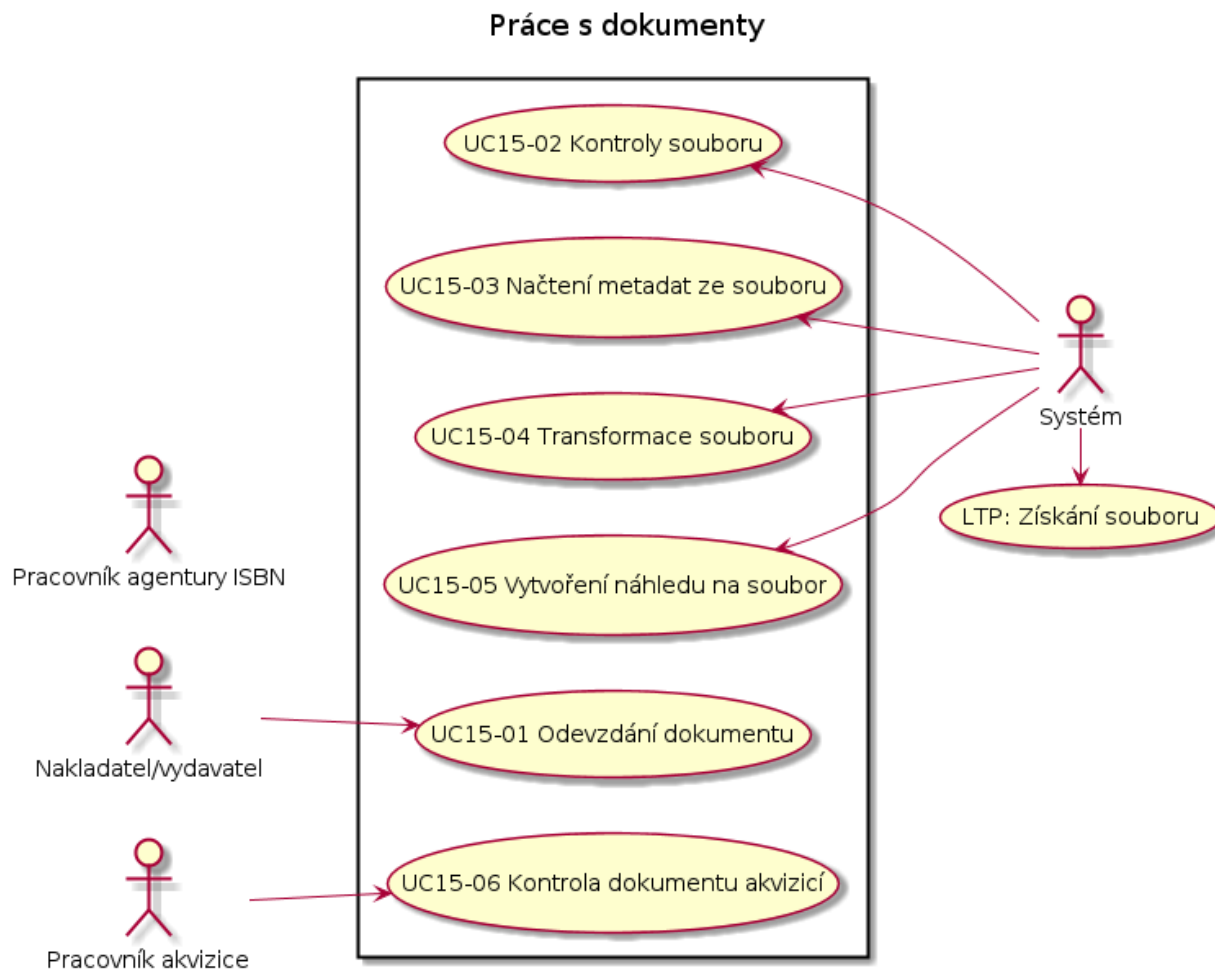 Práce s dokumenty
UC15-02 Kontroly souboru
UC15-03 Načtení metadat ze souboru
Systém
UC15-04 Transformace souboru
LTP: Získání souboru
Pracovník agentury ISBN
UC15-05 Vytvoření náhledu na soubor
UC15-01 Odevzdání dokumentu
Nakladatel/vydavatel
UC15-06 Kontrola dokumentu akvizicí
Pracovník akvizice